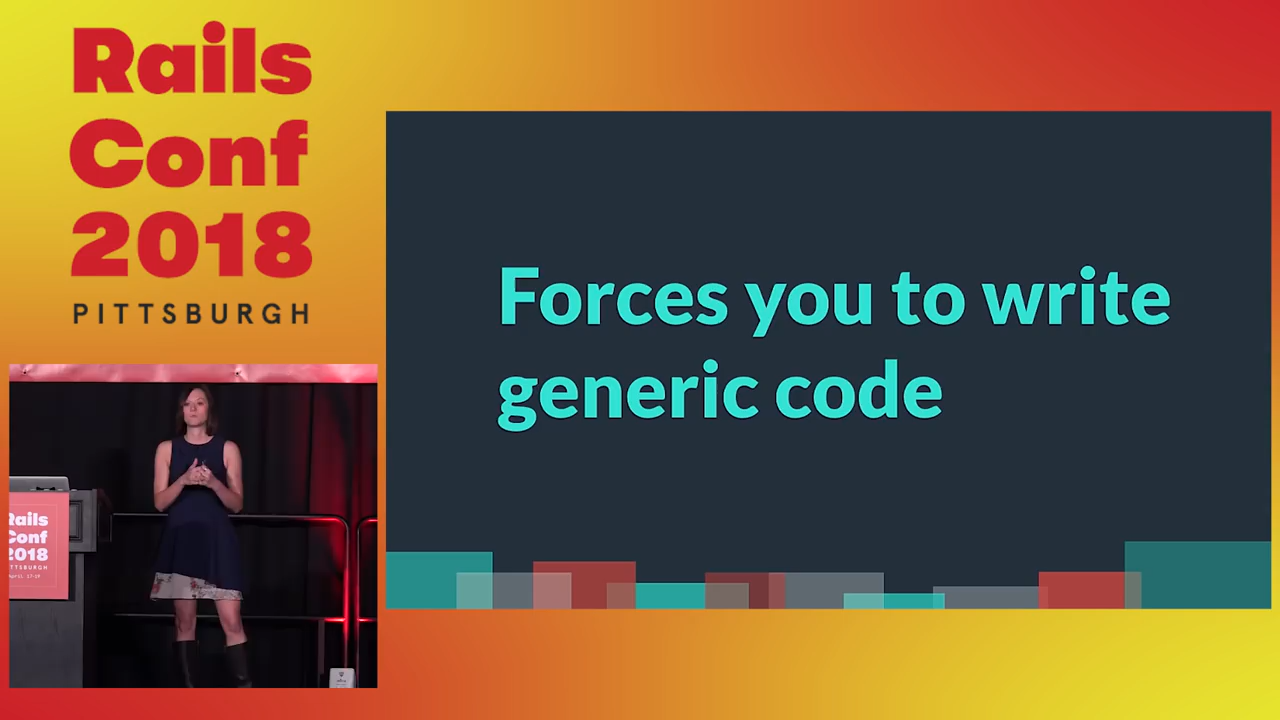 Rails
Conf
2018
PITTSBURGH
Forces you to write
generic code
Rails
Conf
2018
PITTSBURGH